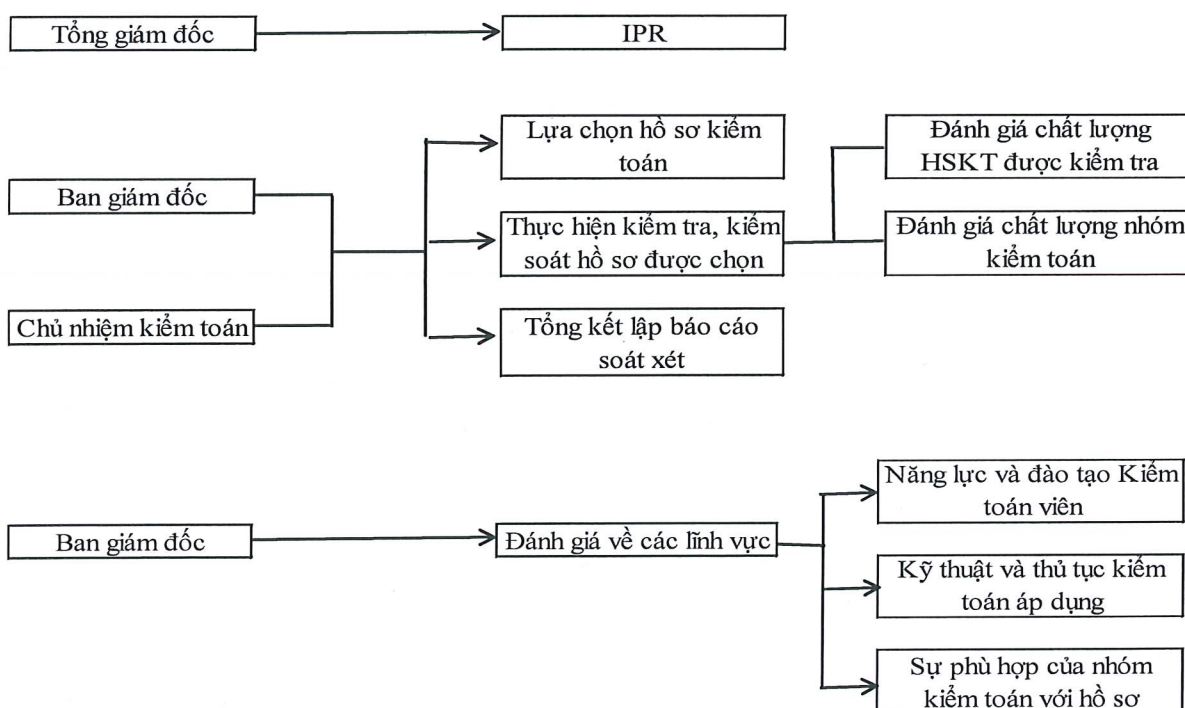 Tổng giám đốc
IPR
Lựa chọn hồ sơ kiểm
toán
Đánh giá chất lượng
HSKT được kiểm tra
Ban giám đốc
Thực hiện kiểm tra, kiểm
soát hồ sơ được chọn
Đánh giá chất lượng nhóm
kiểm toán
Chủ nhiệm kiểm toán
Tổng kết lập báo cáo
soát xét
Năng lực và đào tạo Kiểm
toán viên
Ban giám đốc
Đánh giá về các lĩnh vực
Kỹ thuật và thủ tục kiểm
toán áp dụng
Sự phù hợp của nhóm
kiểm toán với hồ sơ